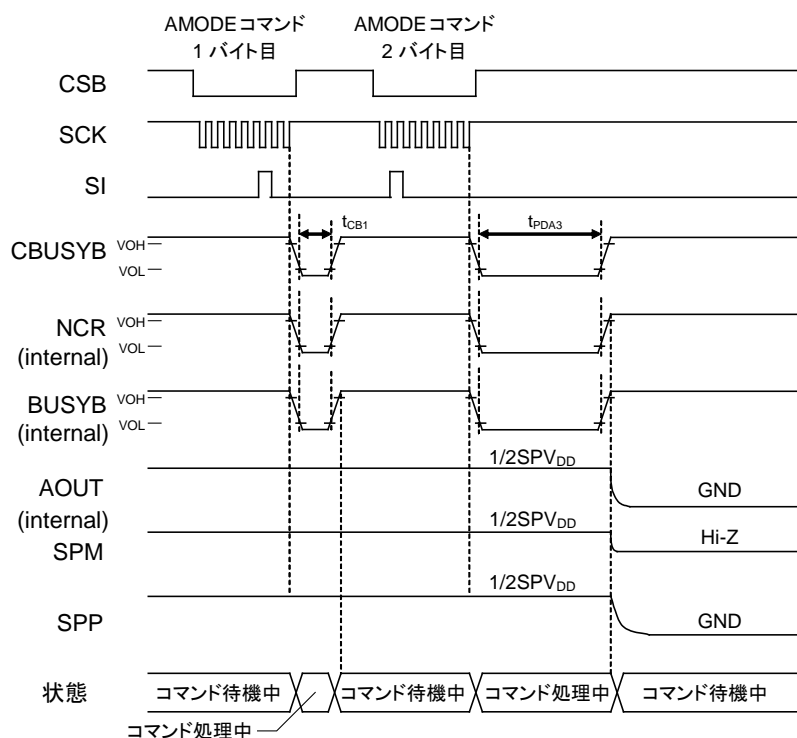 AMODEコマンド AMODEコマンド
1 バイト目 2 バイト目
CSB
SCK
SI
tCB1 tPDA3
CBUSYB VOH
VOL
NCR VOH
(internal) VOL
BUSYB VOH
(internal) VOL
1/2SPVDD
AOUT GND
(internal)
1/2SPVDD
SPM Hi-Z
1/2SPVDD
SPP GND
状態 コマンド待機中 コマンド待機中 コマンド処理中 コマンド待機中
コマンド処理中